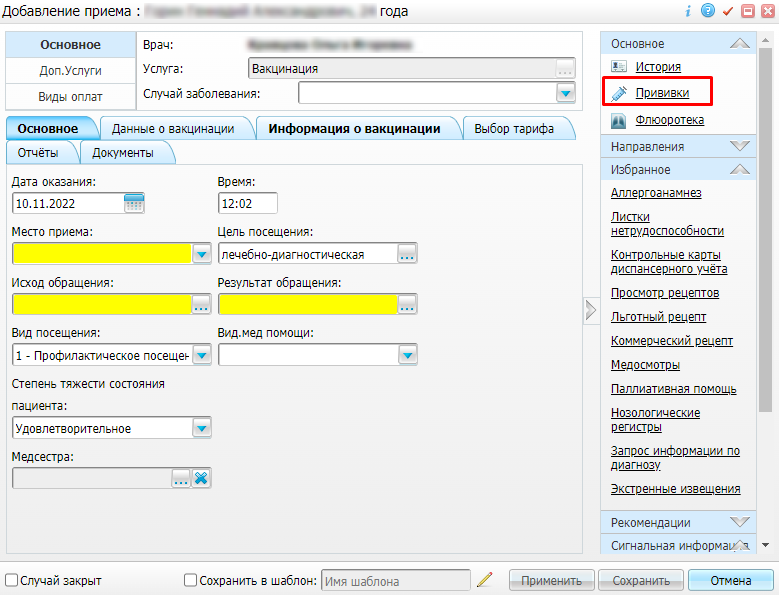 Добавление приема : года
Основное
Доп.Услуги
Виды оплат
Врач:
Услуга: Вакцинация
Случай заболевания:
Основное Данные о вакцинации Информация о вакцинации Выбор тарифа
Отчёты Документы
Дата оказания: Время:
10.11.2022 12:02
Место приема: Цель посещения:
лечебно-диагностическая
Исход обращения: Результат обращения:
Вид посещения: Вид.мед помощи:
1 - Профилактическое посещен
Степень тяжести состояния
пациента:
Удовлетворительное
Медсестра:
Основное
История
Прививки
Флюоротека
Направления
Избранное
Аллергоанамнез
Листки
нетрудоспособности
Контрольные карты
диспансерного учёта
Просмотр рецептов
Льготный рецепт
Коммерческий рецепт
Медосмотры
Паллиативная помощь
Нозологические
регистры
Запрос информации по
диагнозу
Экстренные извещения
Рекомендации
Сигнальная информация
Случай закрыт Сохранить в шаблон: Имя шаблона Применить Сохранить Отмена